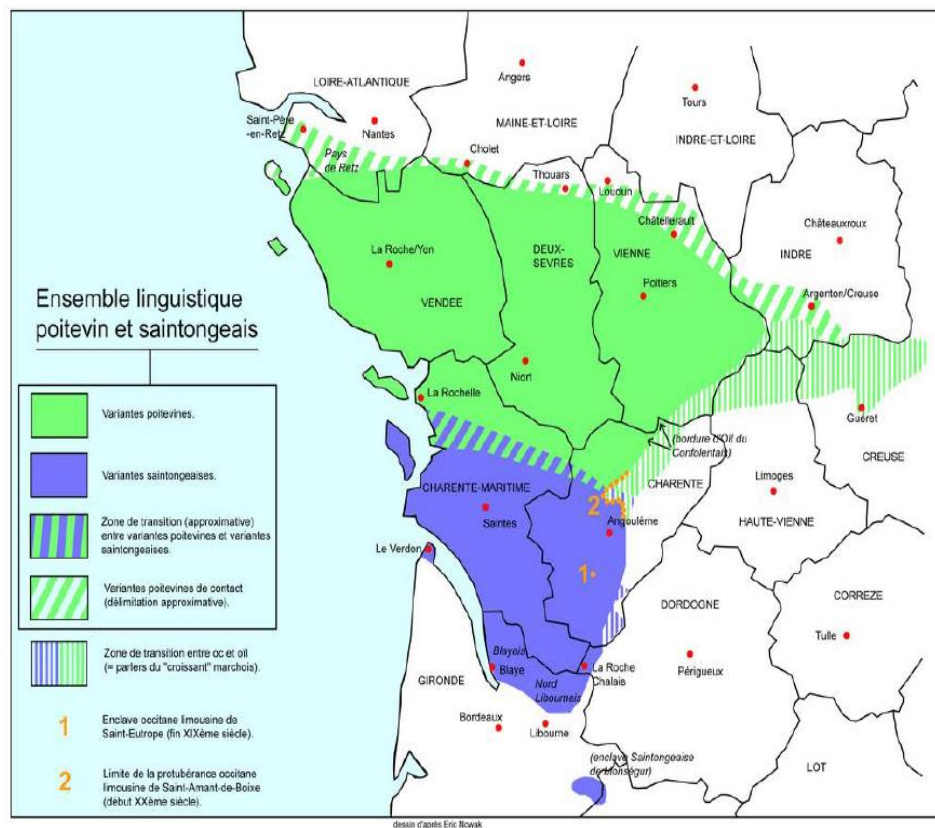 Ensemble linguistique
poitevin et saintongeais
Variantes poitevines.
Variantes saintongeaises.
Zone de transition (approximative)
entre variantes poitevines et variantes
saintongeaises.
Variantes poitevines de contact
(délimitation approximative).
Zone de transition entre oc et oïl
(= parlers du "croissant" marchois).
1
Enclave occitane limousine de
Saint-Eutrope (fin XIXème siècle).
2
Limite de la protubérance occitane
limousine de Saint-Amant-de-Boixe
(début XXème siècle).
LOIRE-ATLANTIQUE
Saint-Père
-en-Retz
Nantes
Pays
de Retz
Angers
MAINE-ET-LOIRE
Cholet
Tours
INDRE-ET-LOIRE
Thouars
Loudun
Châtellerault
Châteauxroux
INDRE
Argenton/Creuse
La Roche/Yon
VENDEE
DEUX-
SEVRES
VIENNE
Poitiers
Niort
La Rochelle
(bordure d'Oïl du
Confolentais)
Guéret
CREUSE
CHARENTE-MARITIME
Saintes
CHARENTE
2
Angoulême
1
Limoges
HAUTE-VIENNE
Le Verdon
DORDOGNE
Périgueux
CORREZE
Tulle
Blayais
Blaye
Nord
Libournais
La Roche
Chalais
GIRONDE
Bordeaux
Libourne
(enclave Saintongeaise
de Monségur)
LOT
dessin d'après Eric Nowak